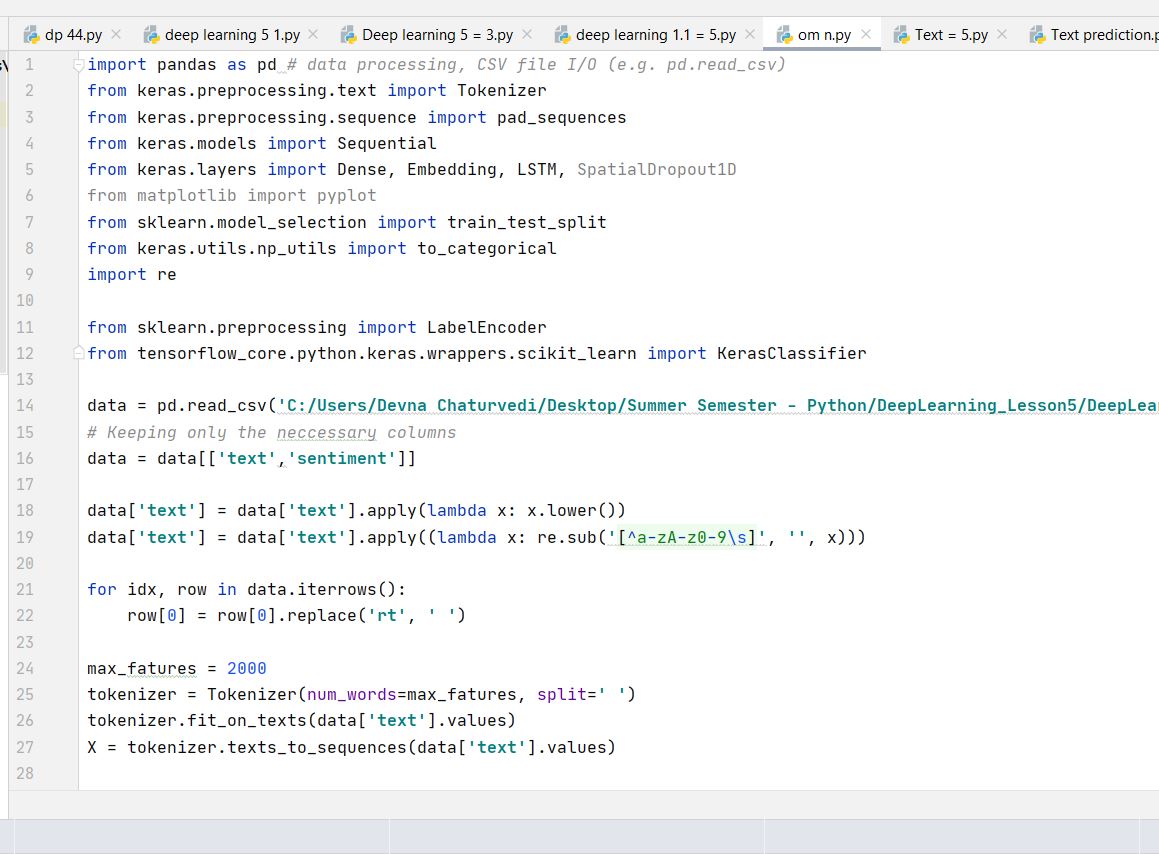 dp 44.py deep learning 5 1.py Deep learning 5 = 3.py deep learning 1.1 = 5.py om n.py Text = 5.py Text prediction.p
1 import pandas as pd # data processing, CSV file I/O (e.g. pd.read_csv)
2 from keras.preprocessing.text import Tokenizer
3 from keras.preprocessing.sequence import pad_sequences
4 from keras.models import Sequential
5 from keras.layers import Dense, Embedding, LSTM, SpatialDropout1D
6 from matplotlib import pyplot
7 from sklearn.model_selection import train_test_split
8 from keras.utils.np_utils import to_categorical
9 import re
10
11 from sklearn.preprocessing import LabelEncoder
12 from tensorflow_core.python.keras.wrappers.scikit_learn import KerasClassifier
13
14 data = pd.read_csv('C:/Users/Devna Chaturvedi/Desktop/Summer Semester - Python/DeepLearning_Lesson5/DeepLear
15 # Keeping only the neccessary columns
16 data = data[['text','sentiment']]
17
18 data['text'] = data['text'].apply(lambda x: x.lower())
19 data['text'] = data['text'].apply((lambda x: re.sub('[^a-zA-z0-9\s]', '', x)))
20
21 for idx, row in data.iterrows():
22     row[0] = row[0].replace('rt', ' ')
23
24 max_fatures = 2000
25 tokenizer = Tokenizer(num_words=max_fatures, split=' ')
26 tokenizer.fit_on_texts(data['text'].values)
27 X = tokenizer.texts_to_sequences(data['text'].values)
28